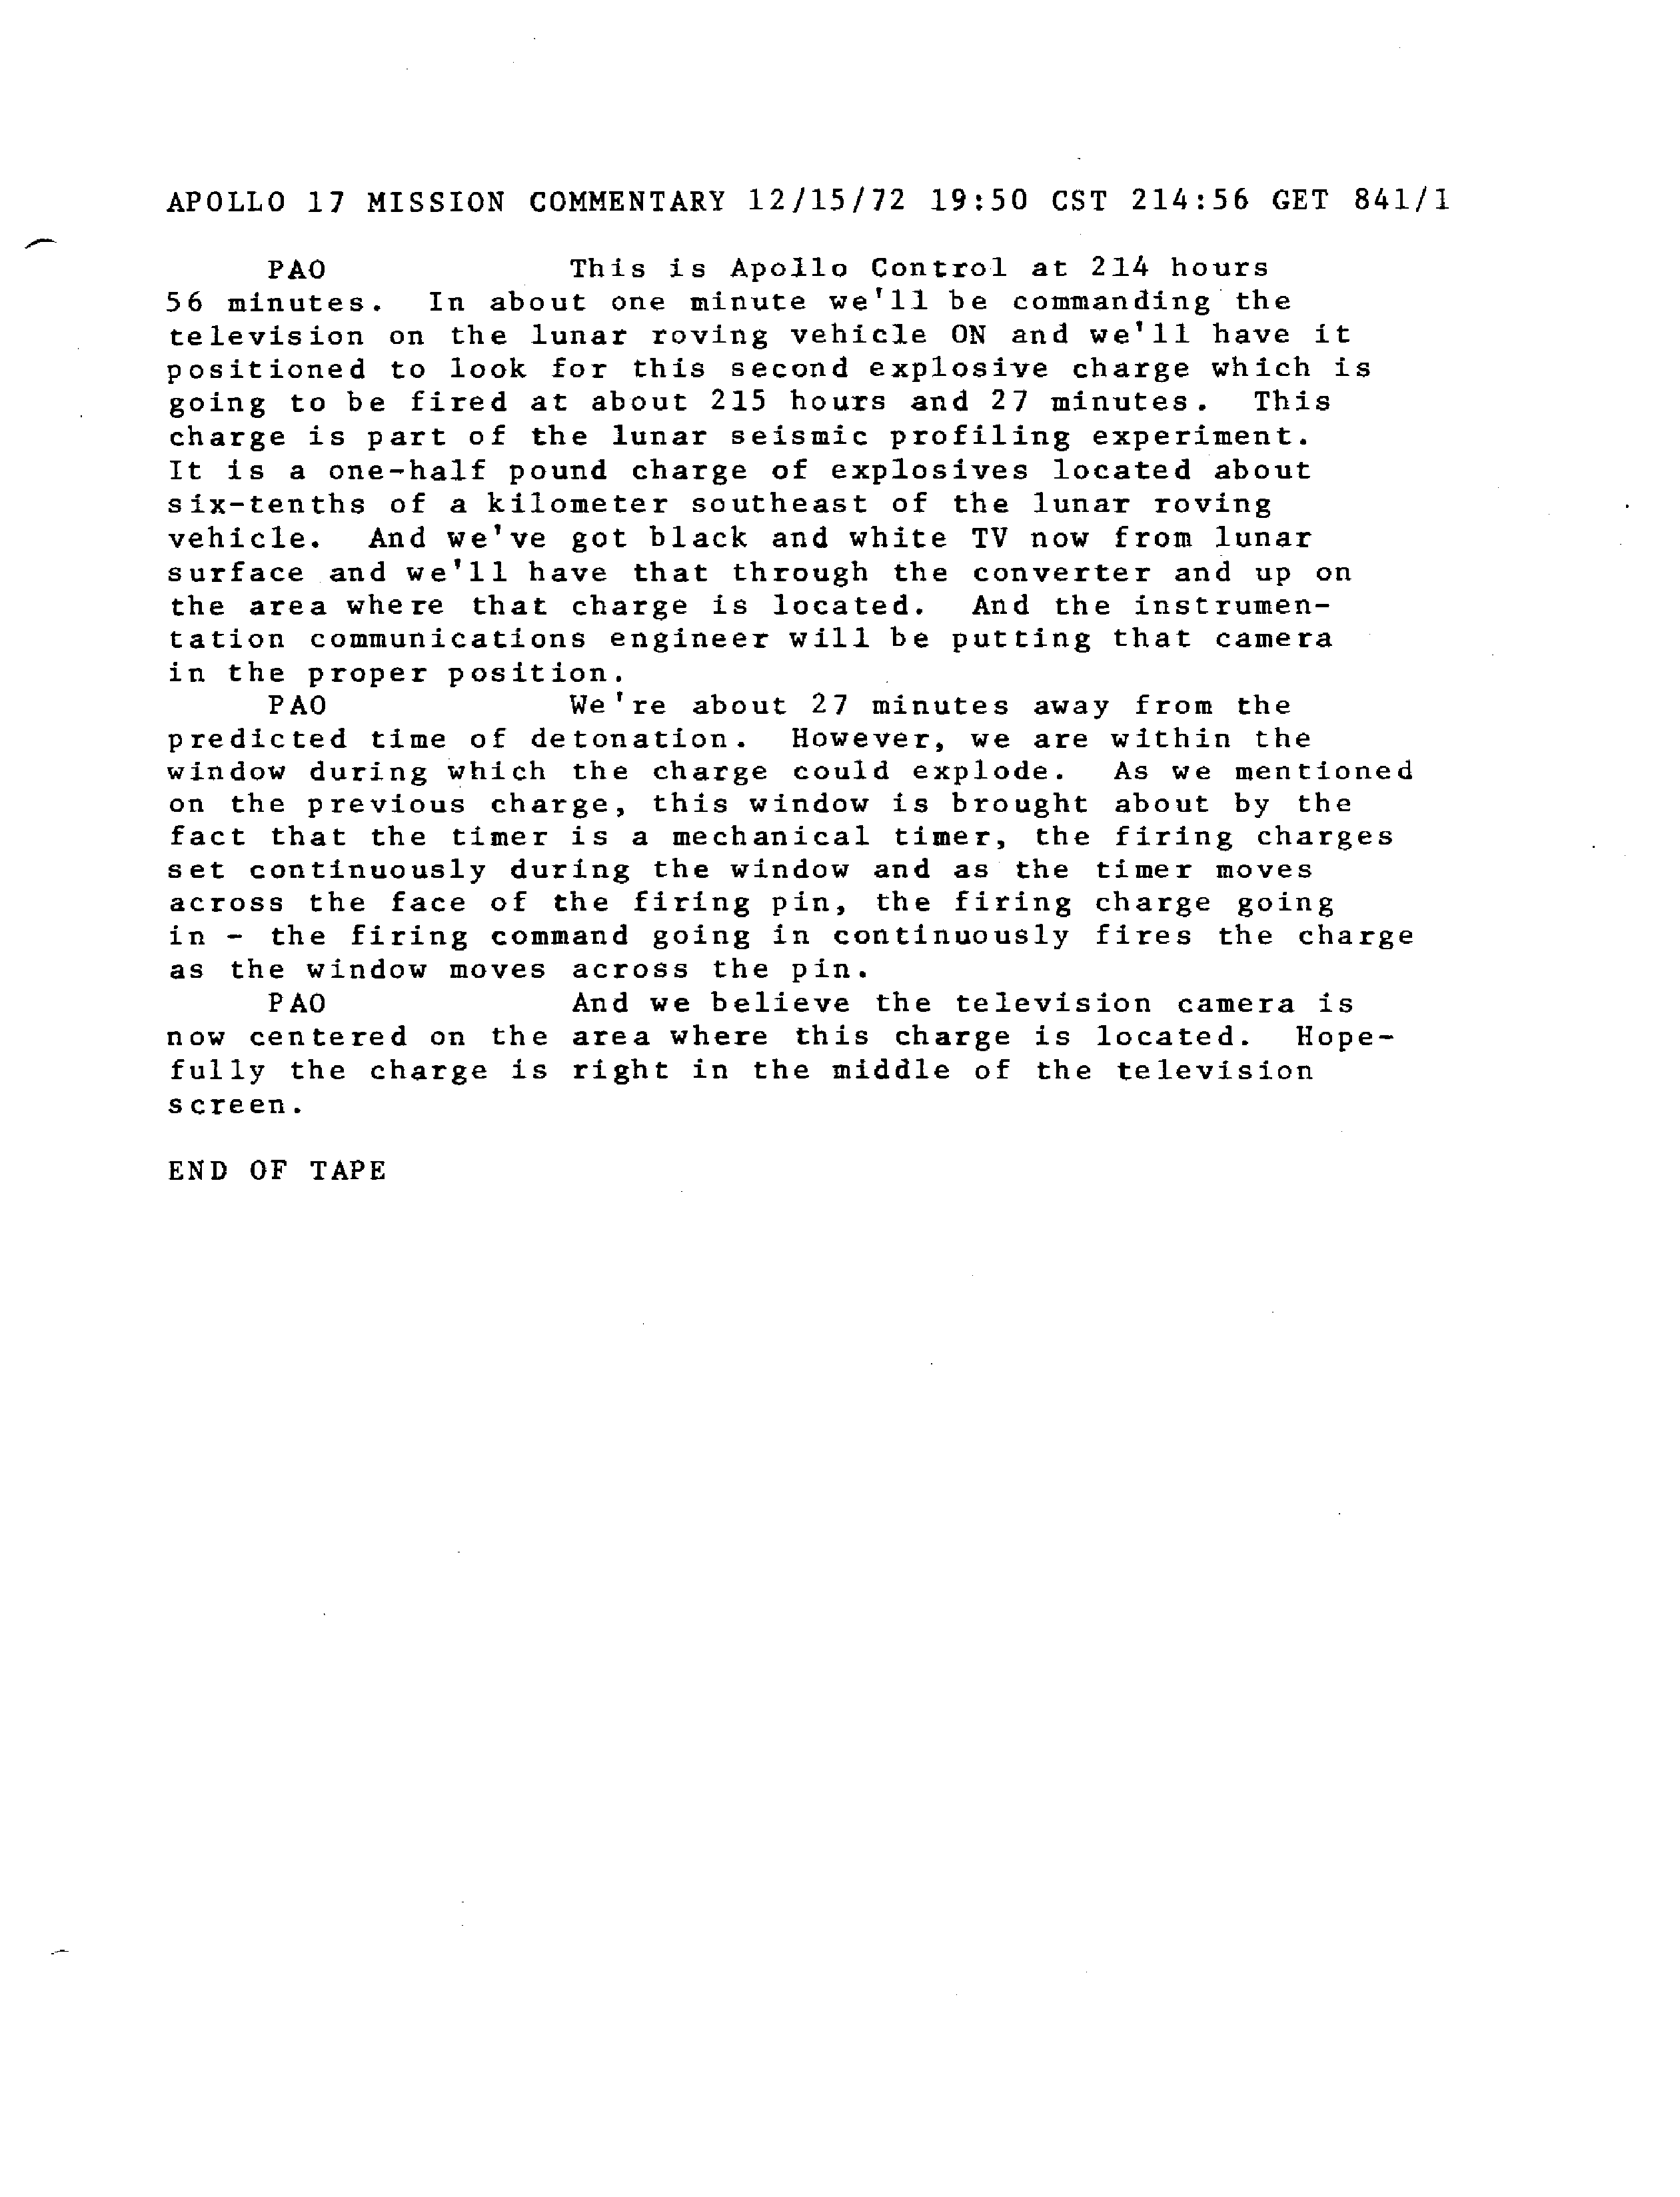 APOLLO 17 MISSION COMMENTARY 12/15/72 19:50 CST 214:56 GET 841/1
PAO This is Apollo Control at 214 hours
56 minutes. In about one minute we'll be commanding the
television on the lunar roving vehicle ON and we'll have it
positioned to look for this second explosive charge which is
going to be fired at about 215 hours and 27 minutes. This
charge is part of the lunar seismic profiling experiment.
It is a one-half pound charge of explosives located about
six-tenths of a kilometer southeast of the lunar roving
vehicle. And we've got black and white TV now from lunar
surface and we'll have that through the converter and up on
the area where that charge is located. And the instrumen-
tation communications engineer will be putting that camera
in the proper position.
PAO We're about 27 minutes away from the
predicted time of detonation. However, we are within the
window during which the charge could explode. As we mentioned
on the previous charge, this window is brought about by the
fact that the timer is a mechanical timer, the firing charges
set continuously during the window and as the timer moves
across the face of the firing pin, the firing charge going
in - the firing command going in continuously fires the charge
as the window moves across the pin.
PAO And we believe the television camera is
now centered on the area where this charge is located. Hope-
fully the charge is right in the middle of the television
screen.
END OF TAPE